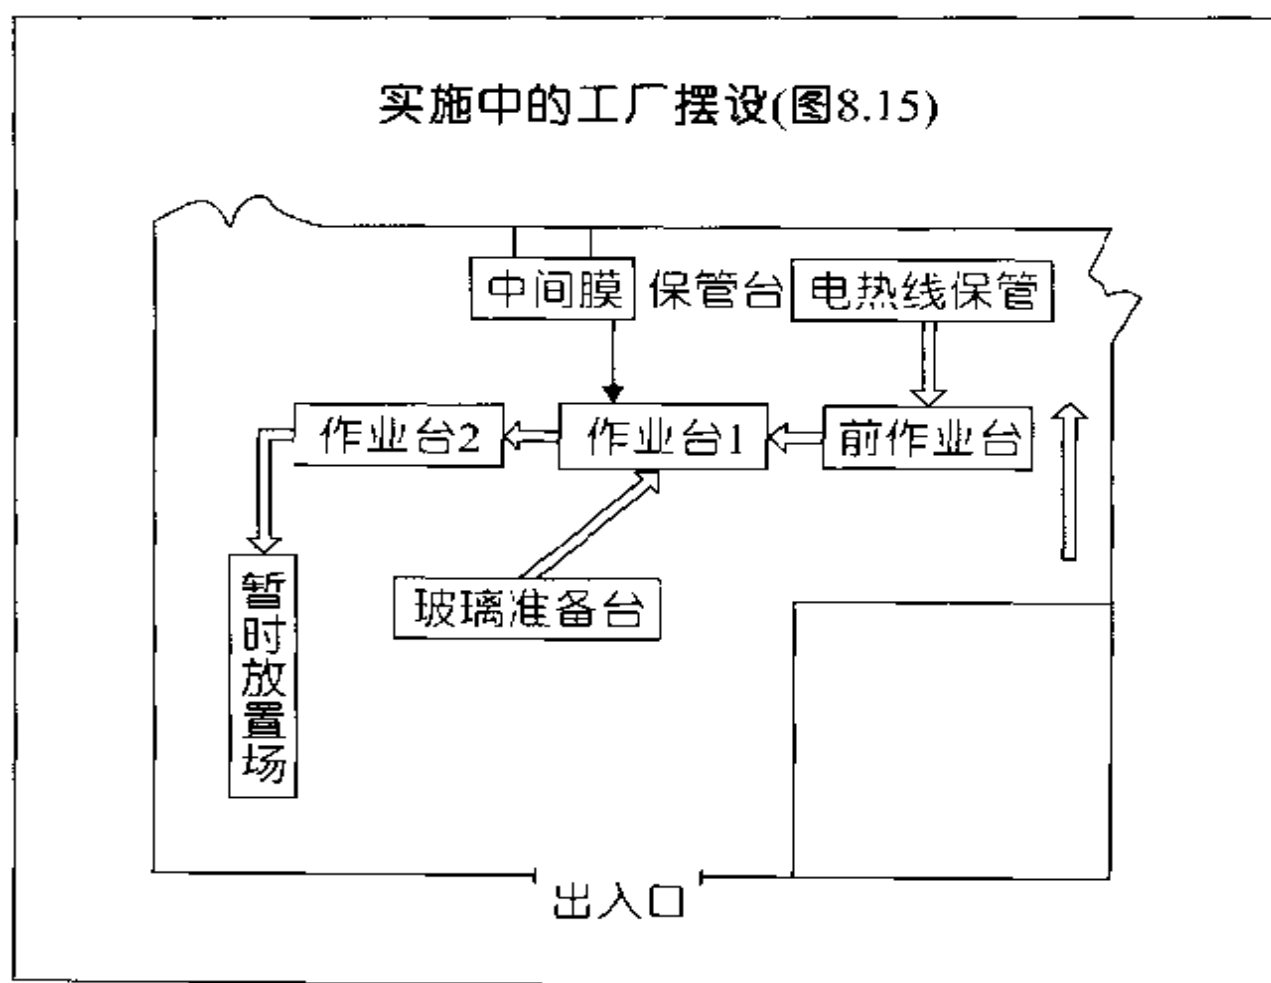 实施中的工厂摆设(图8.15)
中间膜 保管台
电热线保管
作业台2
作业台1
前作业台
玻璃准备台
暂时放置场
出入口